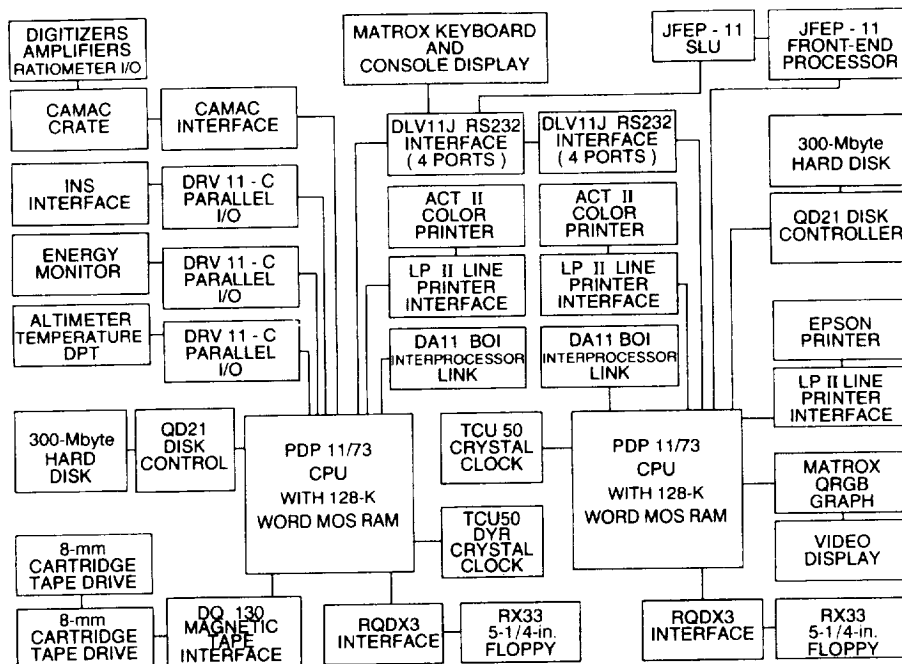 DIGITIZERS
AMPLIFIERS
RATIOMETER I/O
MATROX KEYBOARD
AND
CONSOLE DISPLAY
JFEP - 11
SLU
JFEP - 11
FRONT-END
PROCESSOR
CAMAC
CRATE
CAMAC
INTERFACE
DLV11J RS232
INTERFACE
( 4 PORTS )
DLV11J RS232
INTERFACE
( 4 PORTS )
300-Mbyte
HARD DISK
INS
INTERFACE
DRV 11 - C
PARALLEL
I/O
ACT II
COLOR
PRINTER
ACT II
COLOR
PRINTER
QD21 DISK
CONTROLLER
ENERGY
MONITOR
DRV 11 - C
PARALLEL
I/O
LP II LINE
PRINTER
INTERFACE
LP II LINE
PRINTER
INTERFACE
ALTIMETER
TEMPERATURE
DPT
DRV 11 - C
PARALLEL
I/O
DA11 BOI
INTERPROCESSOR
LINK
DA11 BOI
INTERPROCESSOR
LINK
EPSON
PRINTER
LP II LINE
PRINTER
INTERFACE
300-Mbyte
HARD
DISK
QD21
DISK
CONTROL
PDP 11/73
CPU
WITH 128-K
WORD MOS RAM
TCU 50
CRYSTAL
CLOCK
PDP 11/73
CPU
WITH 128-K
WORD MOS RAM
MATROX
QRGB
GRAPH
TCU50
DYR
CRYSTAL
CLOCK
VIDEO
DISPLAY
8-mm
CARTRIDGE
TAPE DRIVE
8-mm
CARTRIDGE
TAPE DRIVE
DQ 130
MAGNETIC
TAPE
INTERFACE
RQDX3
INTERFACE
RX33
5-1/4-in.
FLOPPY
RQDX3
INTERFACE
RX33
5-1/4-in.
FLOPPY